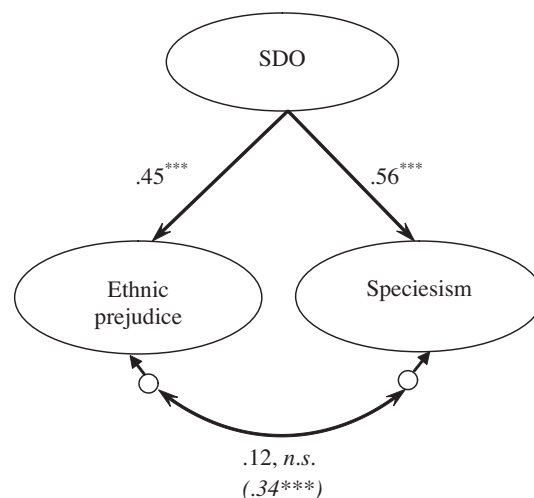 SDO
.45***
.56***
Ethnic
prejudice
Speciesism
.12, n.s.
(.34***)